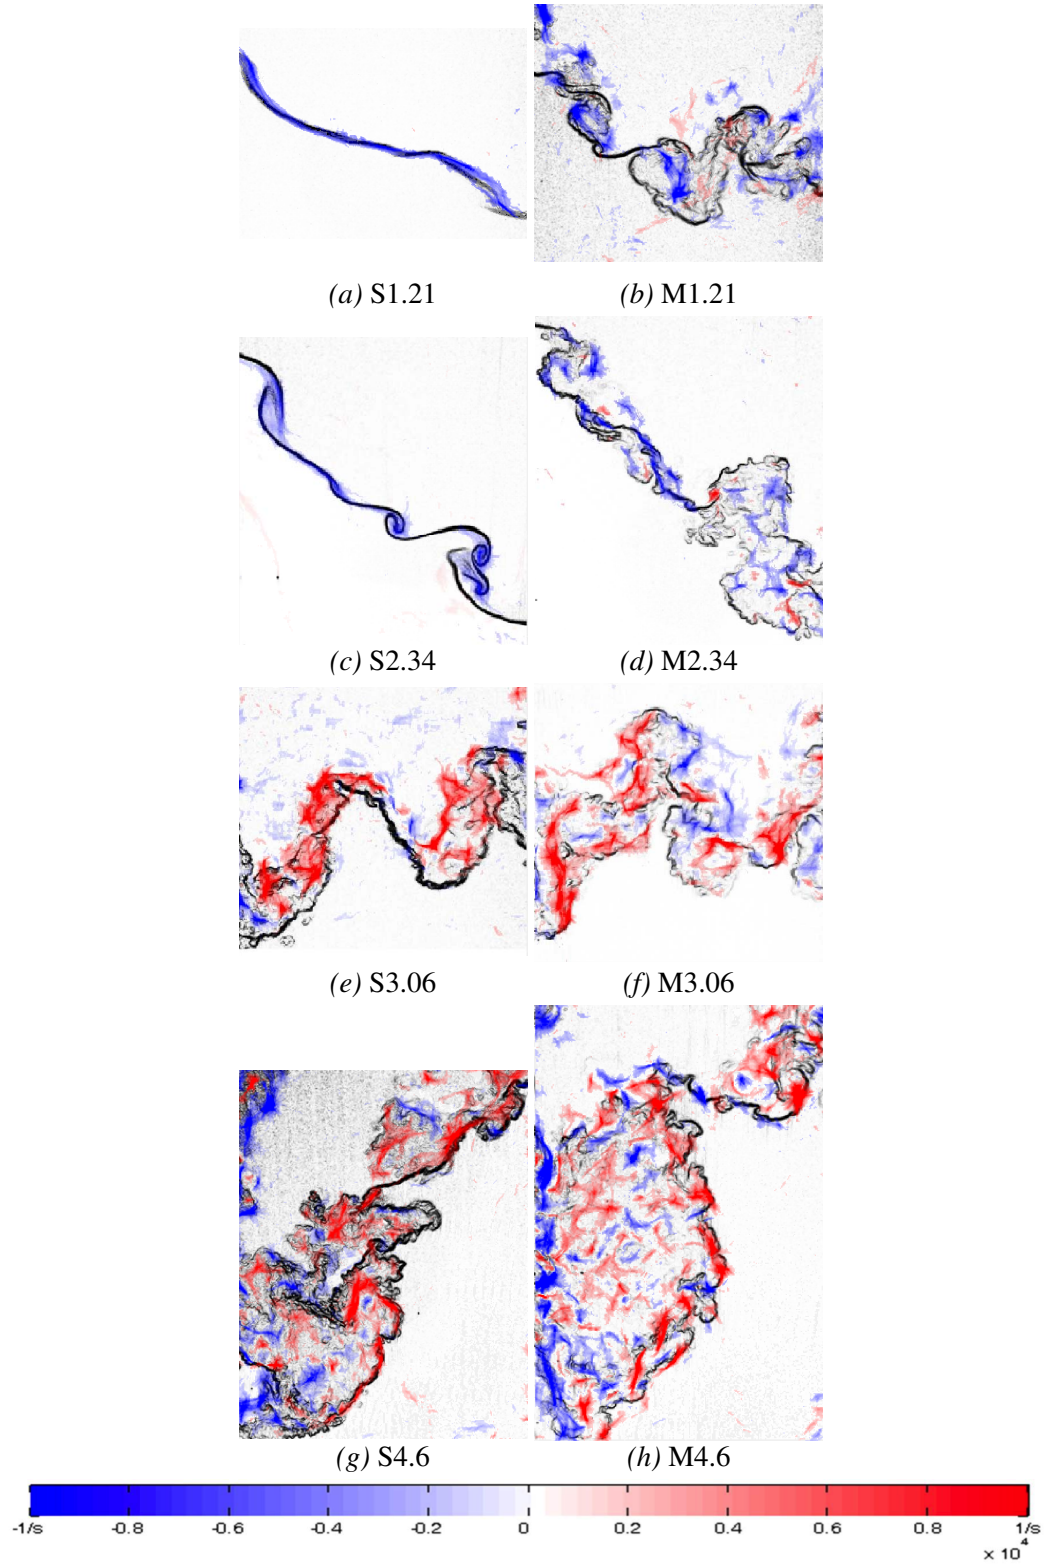 (a) S1.21
(b) M1.21
(c) S2.34
(d) M2.34
(e) S3.06
(f) M3.06
(g) S4.6
(h) M4.6
-1/s -0.8 -0.6 -0.4 -0.2 0 0.2 0.4 0.6 0.8 1/s
x 10^4